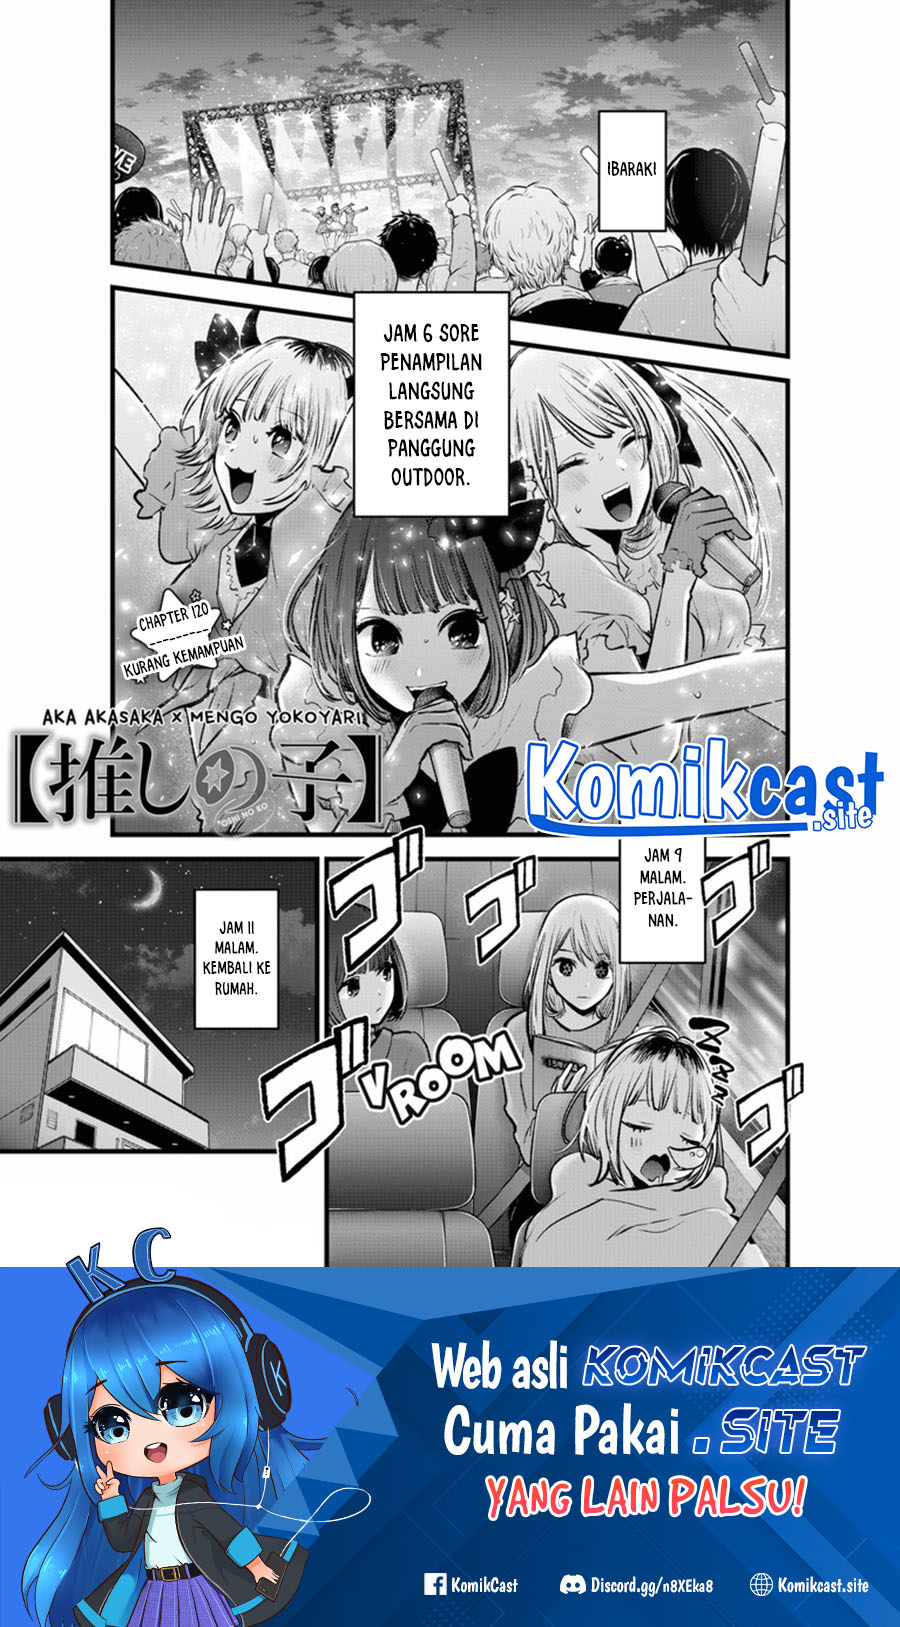 VE
IBARAKI
JAM 6 SORE
PENAMPILAN
LANGSUNG
BERSAMA DI
PANGGUNG
OUTDOOR.
CHAPTER 120
----------
KURANG KEMAMPUAN
AKA AKASAKA X MENGO YOKOYARI
【推しの子】
OSHI NO KO
Komikcast
.site
JAM 9
MALAM.
PERJALA-
NAN.
ゴゴゴゴゴ
VROOM
JAM 11
MALAM.
KEMBALI KE
RUMAH.
KC
K
Web asli KOMIKCAST
Cuma Pakai .SITE
YANG LAIN PALSU!
KomikCast
Discord.gg/n8XEka8
Komikcast.site